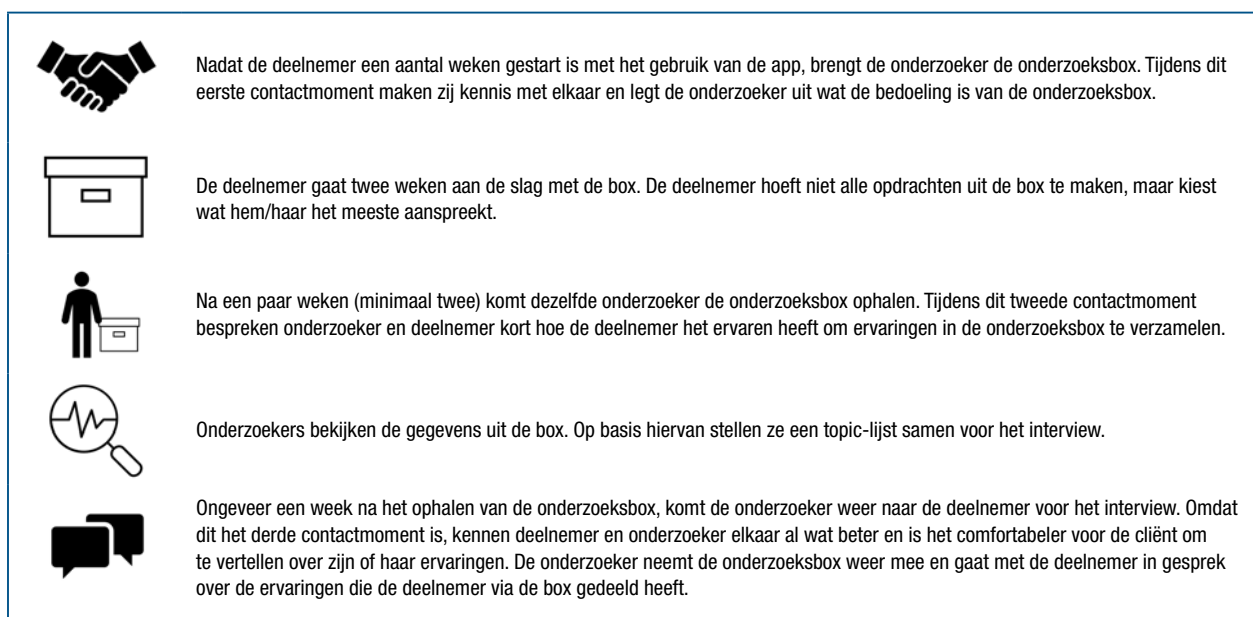 Nadat de deelnemer een aantal weken gestart is met het gebruik van de app, brengt de onderzoeker de onderzoeksbox. Tijdens dit
eerste contactmoment maken zij kennis met elkaar en legt de onderzoeker uit wat de bedoeling is van de onderzoeksbox.
De deelnemer gaat twee weken aan de slag met de box. De deelnemer hoeft niet alle opdrachten uit de box te maken, maar kiest
wat hem/haar het meeste aanspreekt.
Na een paar weken (minimaal twee) komt dezelfde onderzoeker de onderzoeksbox ophalen. Tijdens dit tweede contactmoment
bespreken onderzoeker en deelnemer kort hoe de deelnemer het ervaren heeft om ervaringen in de onderzoeksbox te verzamelen.
Onderzoekers bekijken de gegevens uit de box. Op basis hiervan stellen ze een topic-lijst samen voor het interview.
Ongeveer een week na het ophalen van de onderzoeksbox, komt de onderzoeker weer naar de deelnemer voor het interview. Omdat
dit het derde contactmoment is, kennen deelnemer en onderzoeker elkaar al wat beter en is het comfortabeler voor de cliënt om
te vertellen over zijn of haar ervaringen. De onderzoeker neemt de onderzoeksbox weer mee en gaat met de deelnemer in gesprek
over de ervaringen die de deelnemer via de box gedeeld heeft.